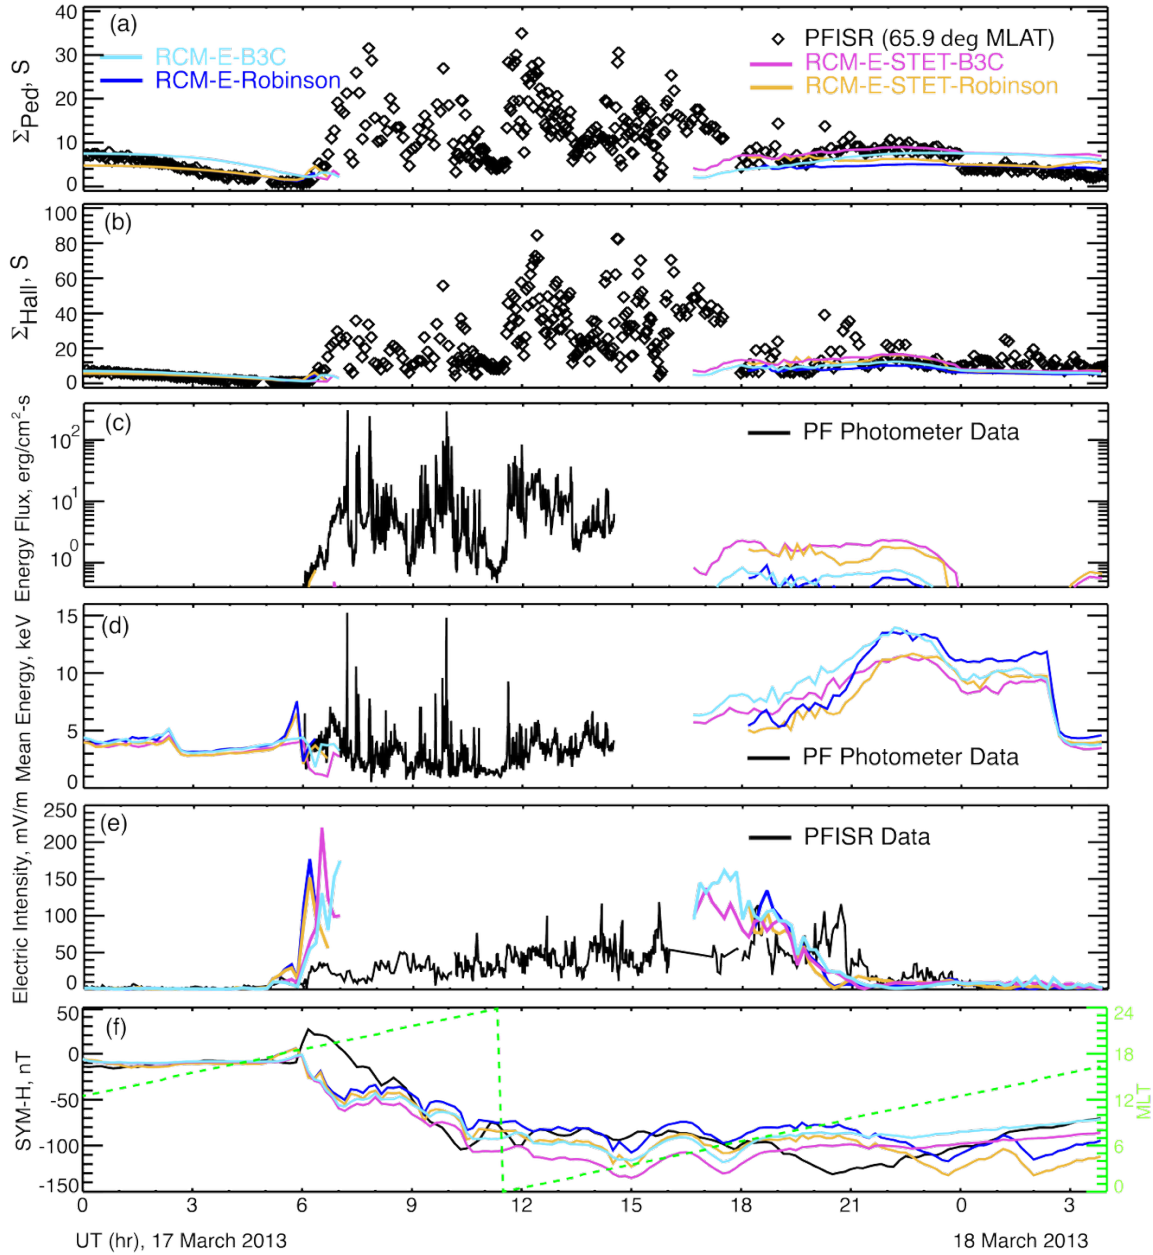 (a)
RCM-E-B3C
RCM-E-Robinson
PFISR (65.9 deg MLAT)
RCM-E-STET-B3C
RCM-E-STET-Robinson
ΣPed, S
40
30
20
10
0
(b)
ΣHall, S
100
80
60
40
20
0
(c)
PF Photometer Data
Energy Flux, erg/cm²-s
10²
10¹
10⁰
(d)
PF Photometer Data
Mean Energy, keV
15
10
5
0
(e)
PFISR Data
Electric Intensity, mV/m
250
200
150
100
50
0
(f)
SYM-H, nT
50
0
-50
-100
-150
24
18
12
6
0
MLT
0 3 6 9 12 15 18 21 0 3
UT (hr), 17 March 2013 18 March 2013